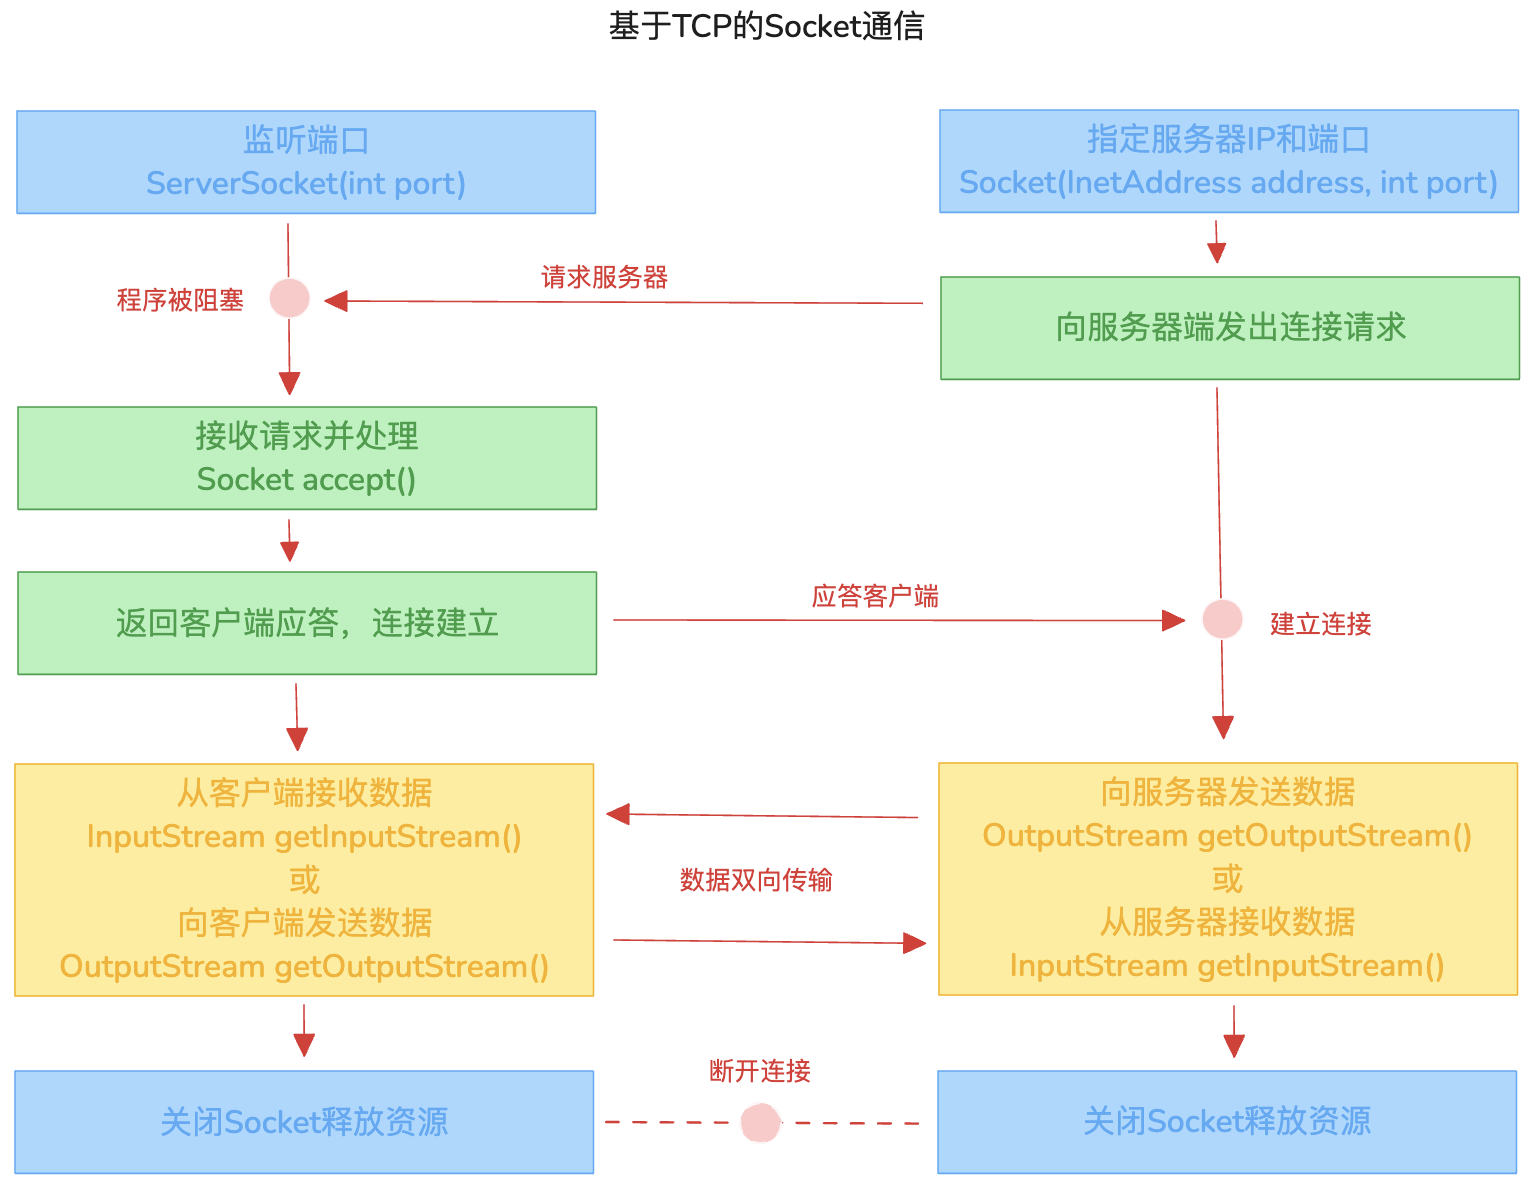 基于TCP的Socket通信
监听端口
ServerSocket(int port)
指定服务器IP和端口
Socket(InetAddress address, int port)
程序被阻塞
请求服务器
向服务器端发出连接请求
接收请求并处理
Socket accept()
返回客户端应答，连接建立
应答客户端
建立连接
从客户端接收数据
InputStream getInputStream()
或
向客户端发送数据
OutputStream getOutputStream()
数据双向传输
向服务器发送数据
OutputStream getOutputStream()
或
从服务器接收数据
InputStream getInputStream()
关闭Socket释放资源
断开连接
关闭Socket释放资源